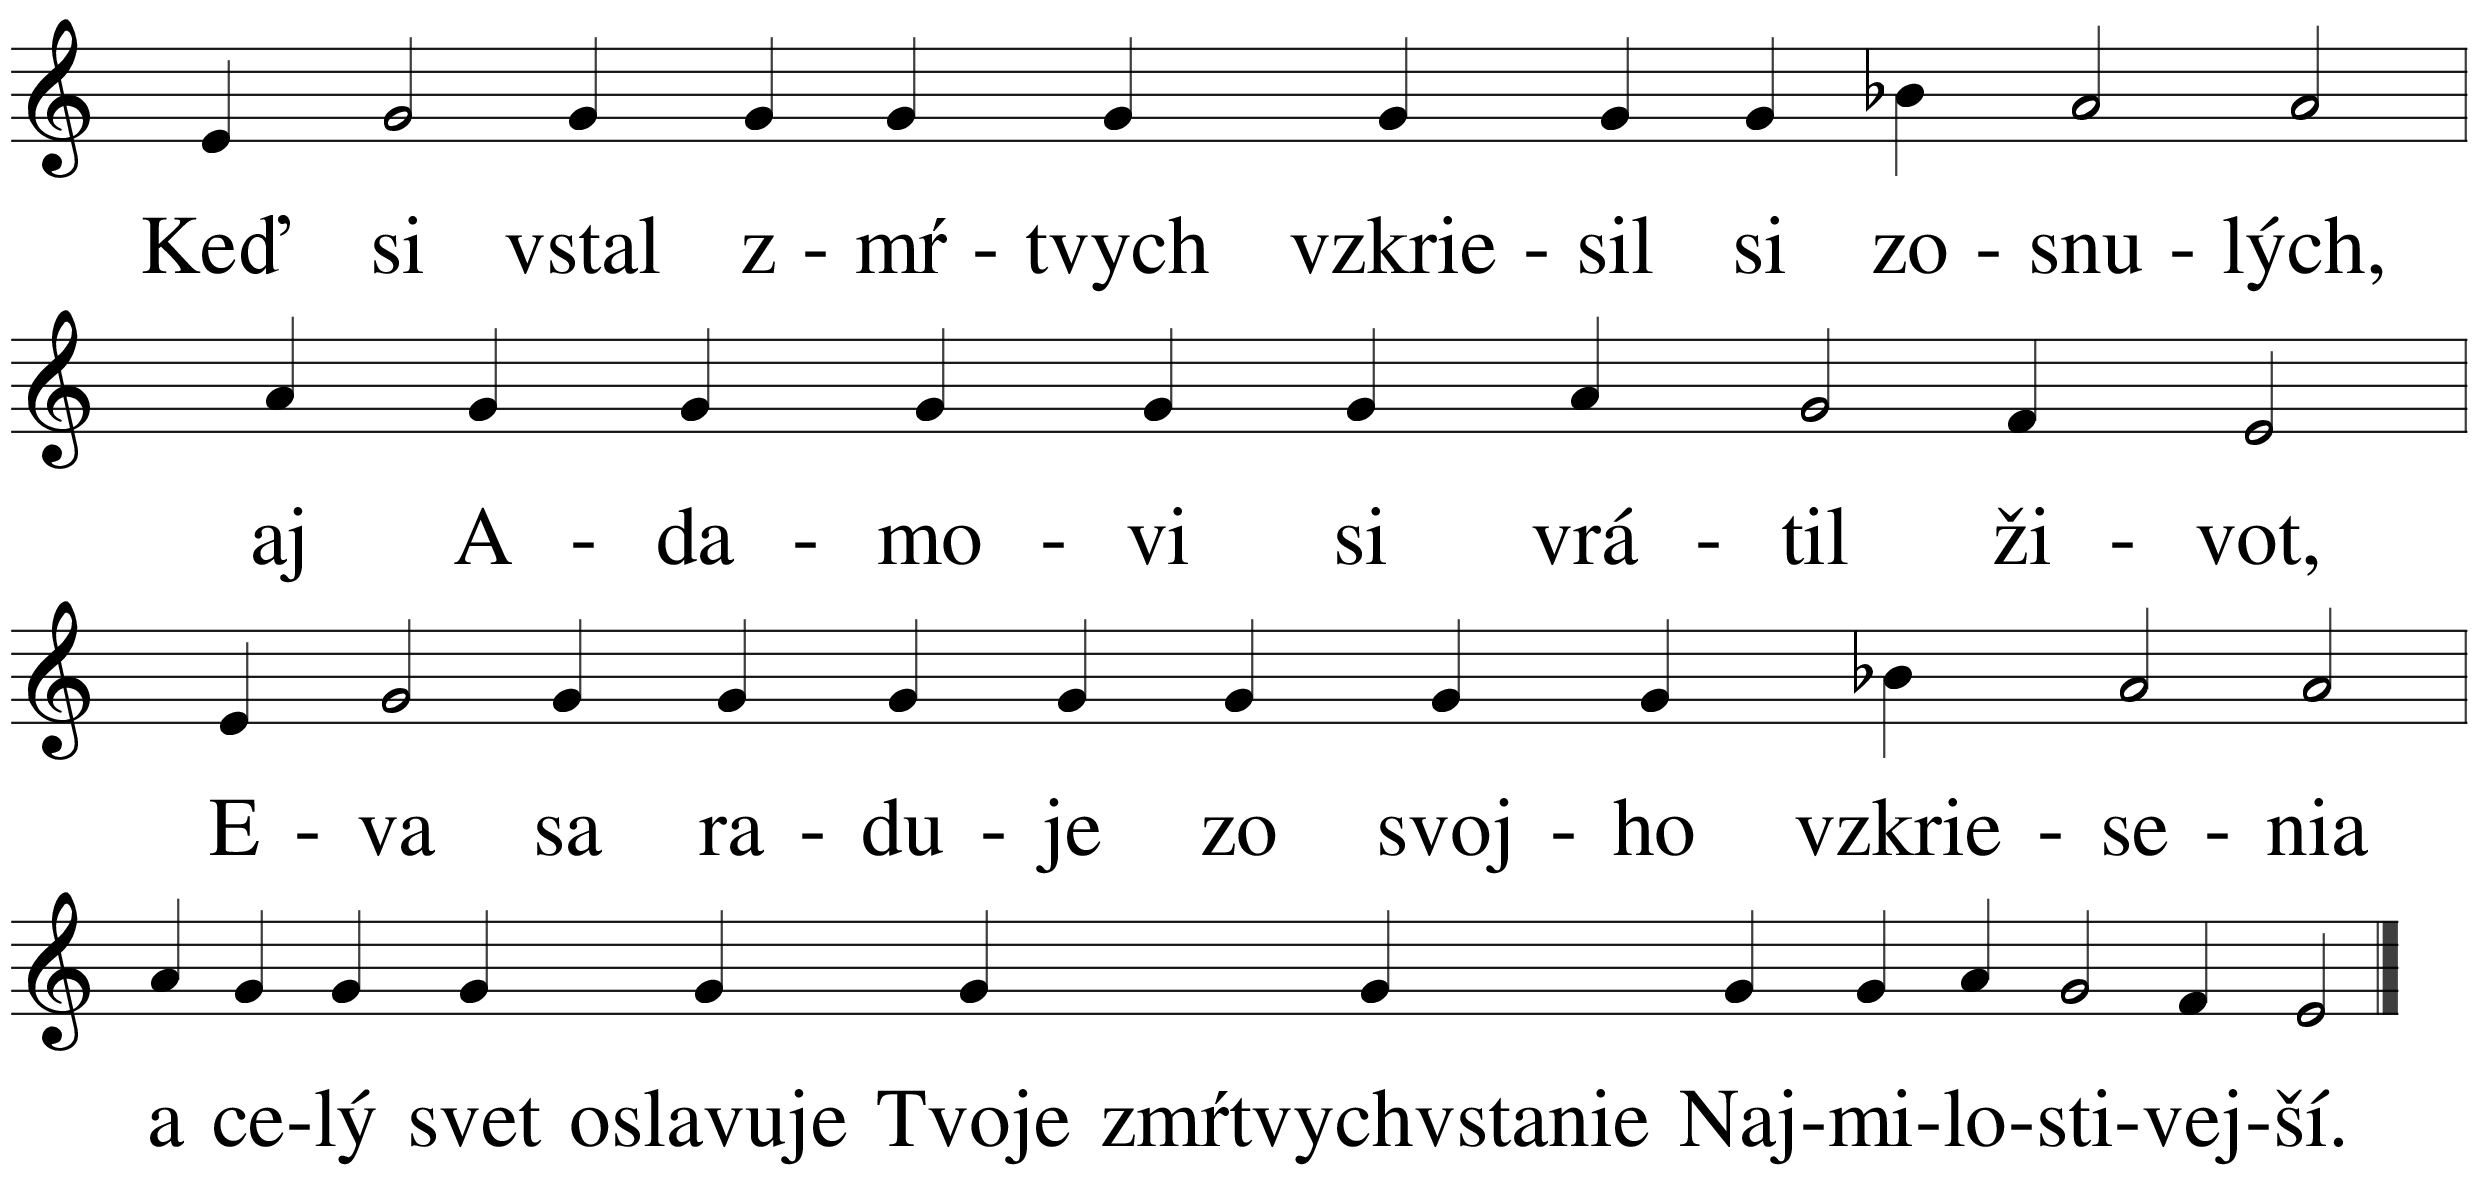 Keď si vstal z - mŕ - tvych vzkrie - sil si zo - snu - lých,
aj A - da - mo - vi si vrá - til ži - vot,
E - va sa ra - du - je zo svoj - ho vzkrie - se - nia
a ce-lý svet oslavuje Tvoje zmŕtvychvstanie Naj-mi-lo-sti-vej-ší.